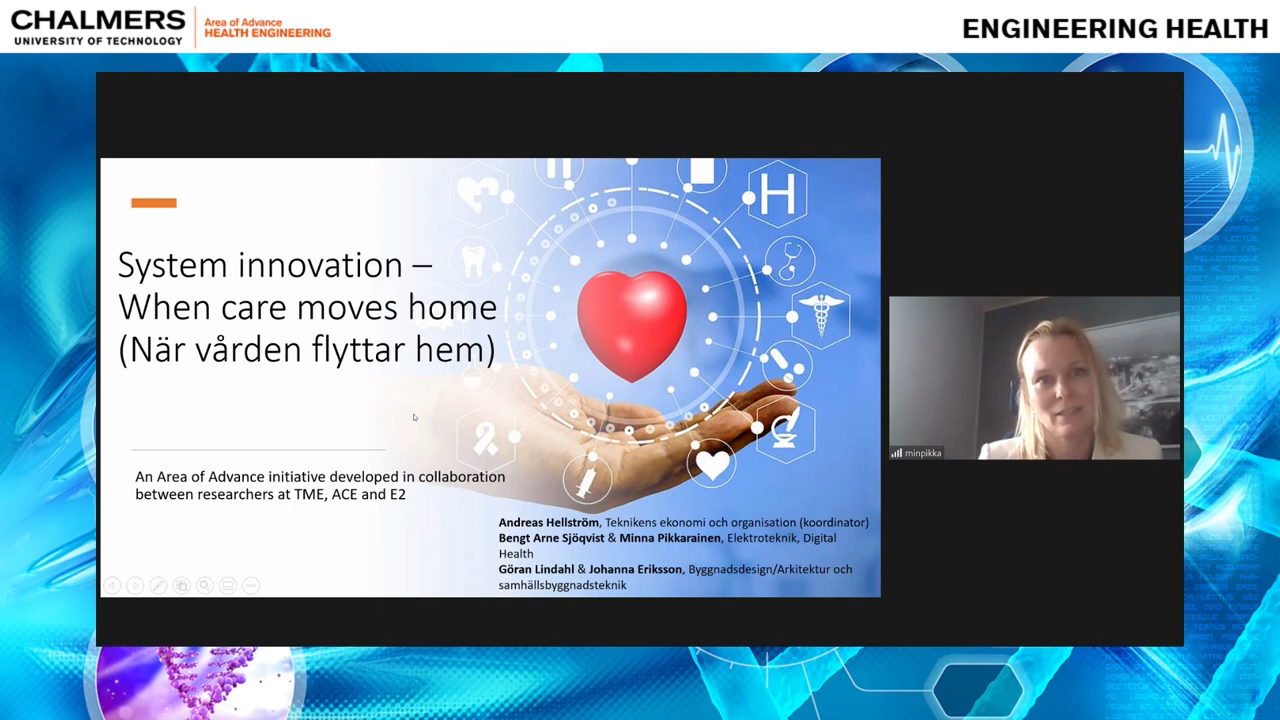 CHALMERS
UNIVERSITY OF TECHNOLOGY
Area of Advance
HEALTH ENGINEERING
ENGINEERING HEALTH
System innovation –
When care moves home
(När vården flyttar hem)
An Area of Advance initiative developed in collaboration
between researchers at TME, ACE and E2
H
Andreas Hellström, Teknikens ekonomi och organisation (koordinator)
Bengt Arne Sjöqvist & Minna Pikkarainen, Elektroteknik, Digital
Health
Göran Lindahl & Johanna Eriksson, Byggnadsdesign/Arkitektur och
samhällsbyggnadsteknik
minpikka